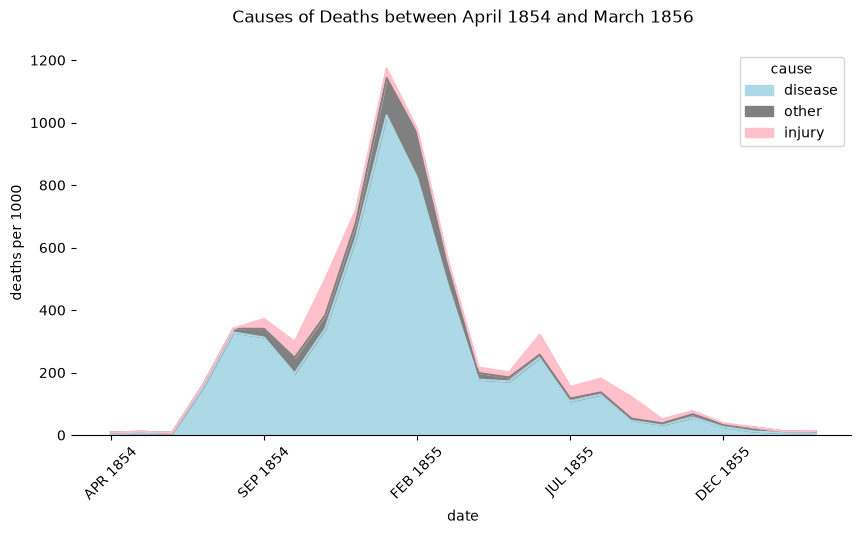 Causes of Deaths between April 1854 and March 1856
1200
1000
800
600
400
200
0
deaths per 1000
cause
disease
other
injury
APR 1854
SEP 1854
FEB 1855
JUL 1855
DEC 1855
date